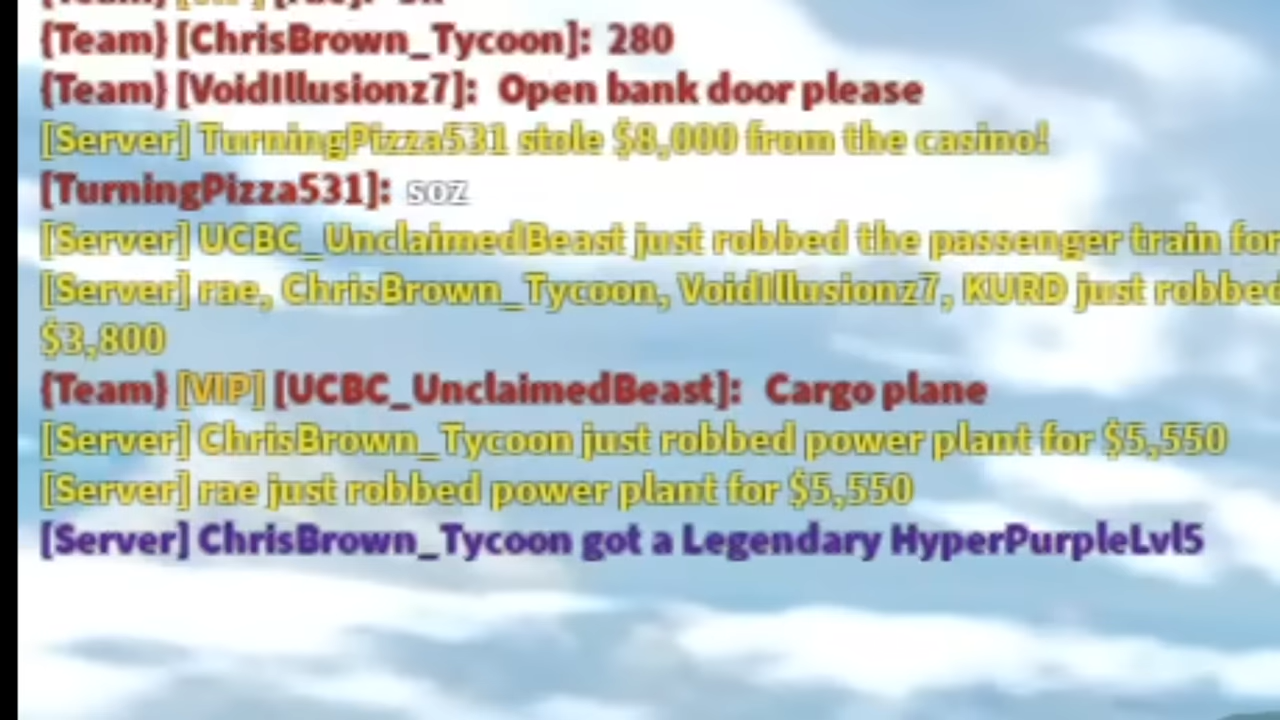 {Team} [VIP] [rae]:
{Team} [ChrisBrown_Tycoon]: 280
{Team} [VoidIllusionz7]: Open bank door please
[Server] TurningPizza531 stole $8,000 from the casino!
[TurningPizza531]: soz
[Server] UCBC_UnclaimedBeast just robbed the passenger train for
[Server] rae, ChrisBrown_Tycoon, VoidIllusionz7, KURD just robbed
$3,800
{Team} [VIP] [UCBC_UnclaimedBeast]: Cargo plane
[Server] ChrisBrown_Tycoon just robbed power plant for $5,550
[Server] rae just robbed power plant for $5,550
[Server] ChrisBrown_Tycoon got a Legendary HyperPurpleLvl5